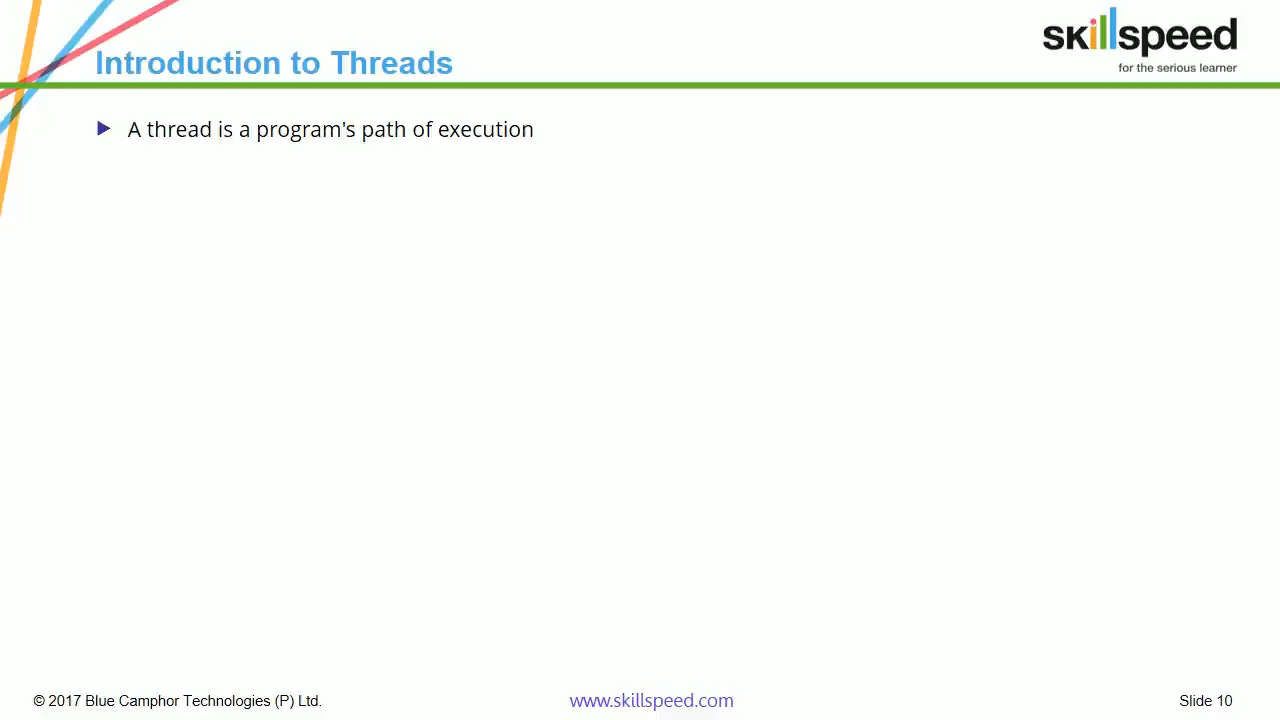 skillspeed
for the serious learner
Introduction to Threads
A thread is a program's path of execution
© 2017 Blue Camphor Technologies (P) Ltd.
www.skillspeed.com
Slide 10